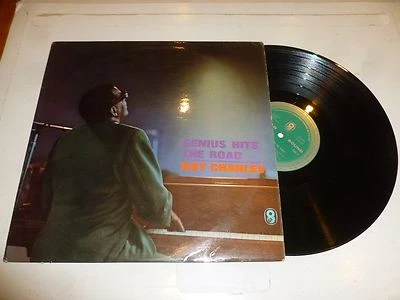 GENIUS HITS
THE ROAD
RAY CHARLES